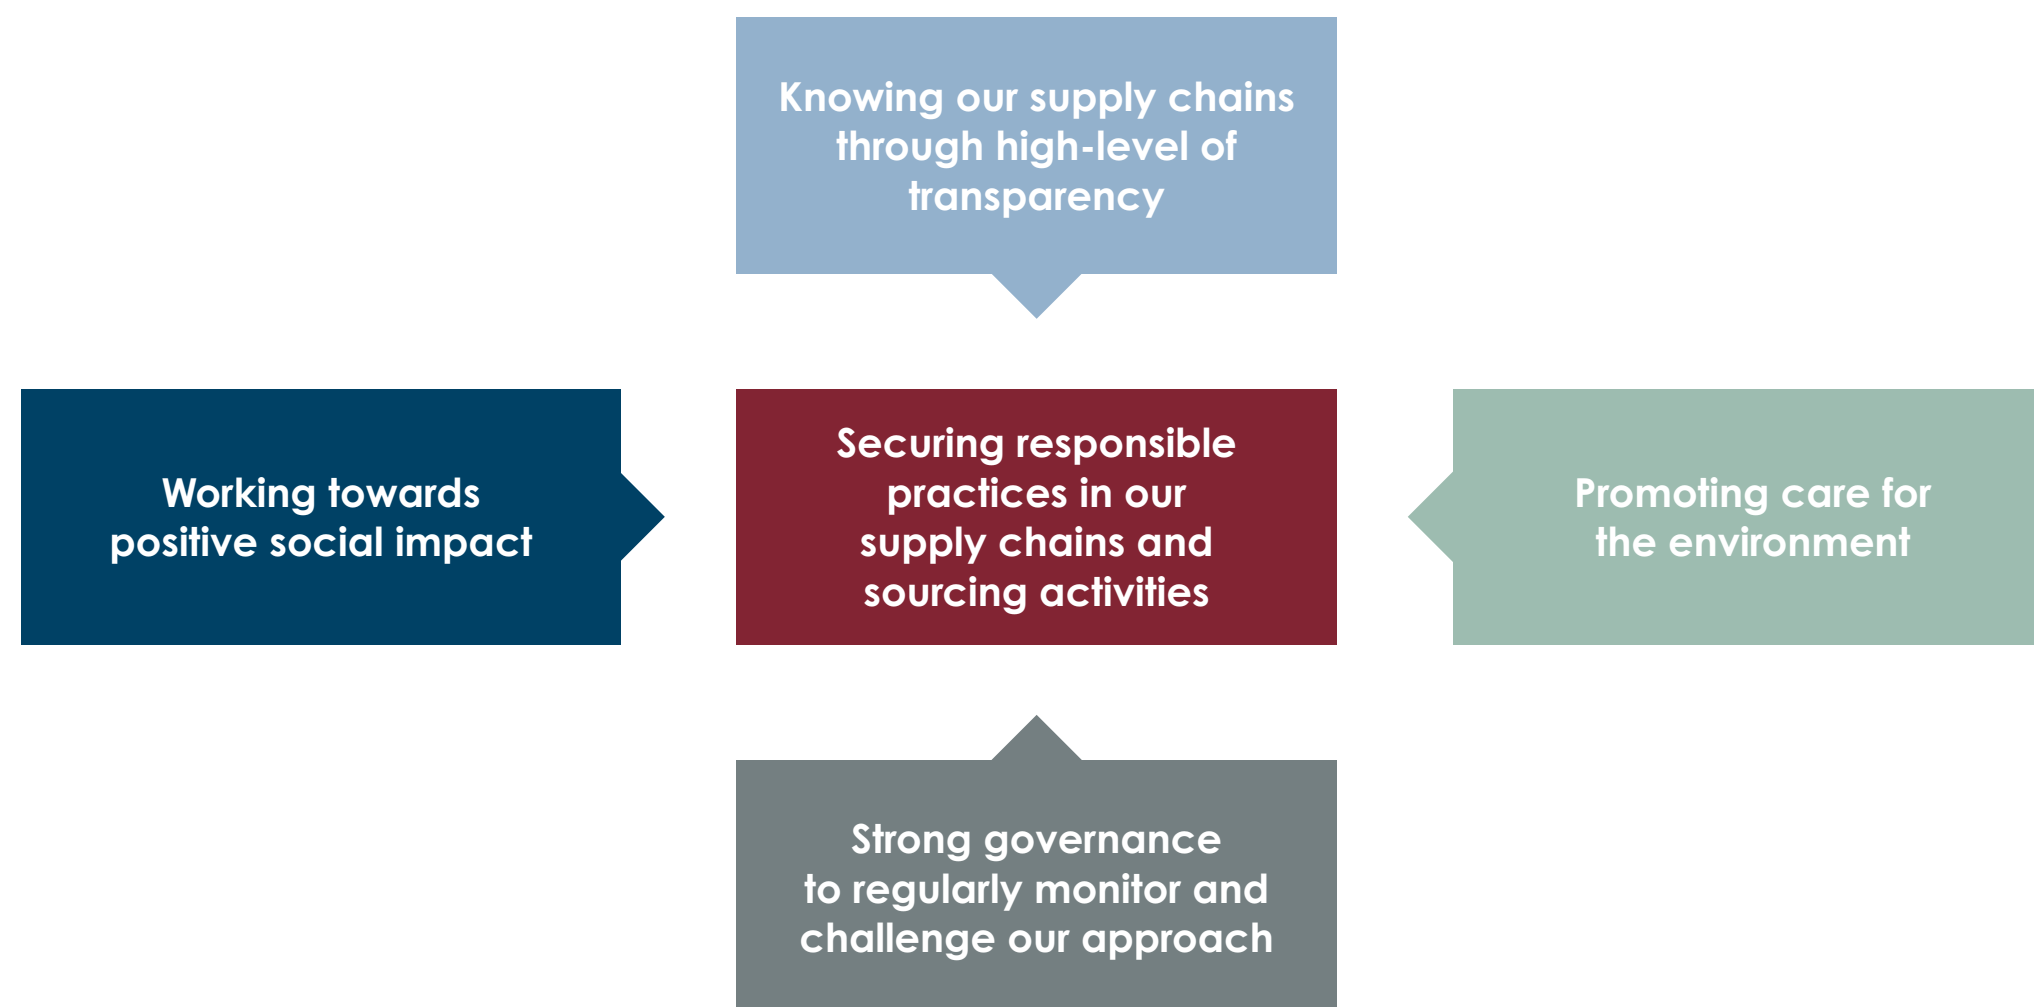 Knowing our supply chains
through high-level of
transparency
Working towards
positive social impact
Securing responsible
practices in our
supply chains and
sourcing activities
Promoting care for
the environment
Strong governance
to regularly monitor and
challenge our approach